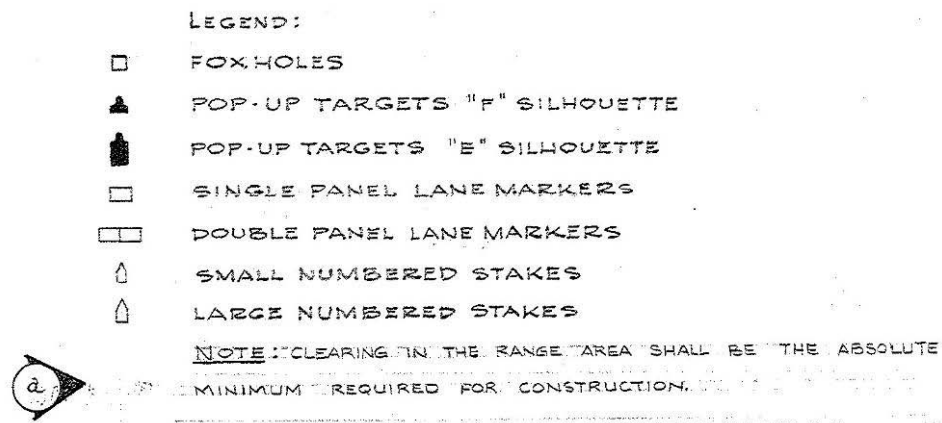 LEGEND:
FOXHOLES
POP-UP TARGETS "F" SILHOUETTE
POP-UP TARGETS "E" SILHOUETTE
SINGLE PANEL LANE MARKERS
DOUBLE PANEL LANE MARKERS
SMALL NUMBERED STAKES
LARGE NUMBERED STAKES
NOTE: CLEARING IN THE RANGE AREA SHALL BE THE ABSOLUTE
a MINIMUM REQUIRED FOR CONSTRUCTION.